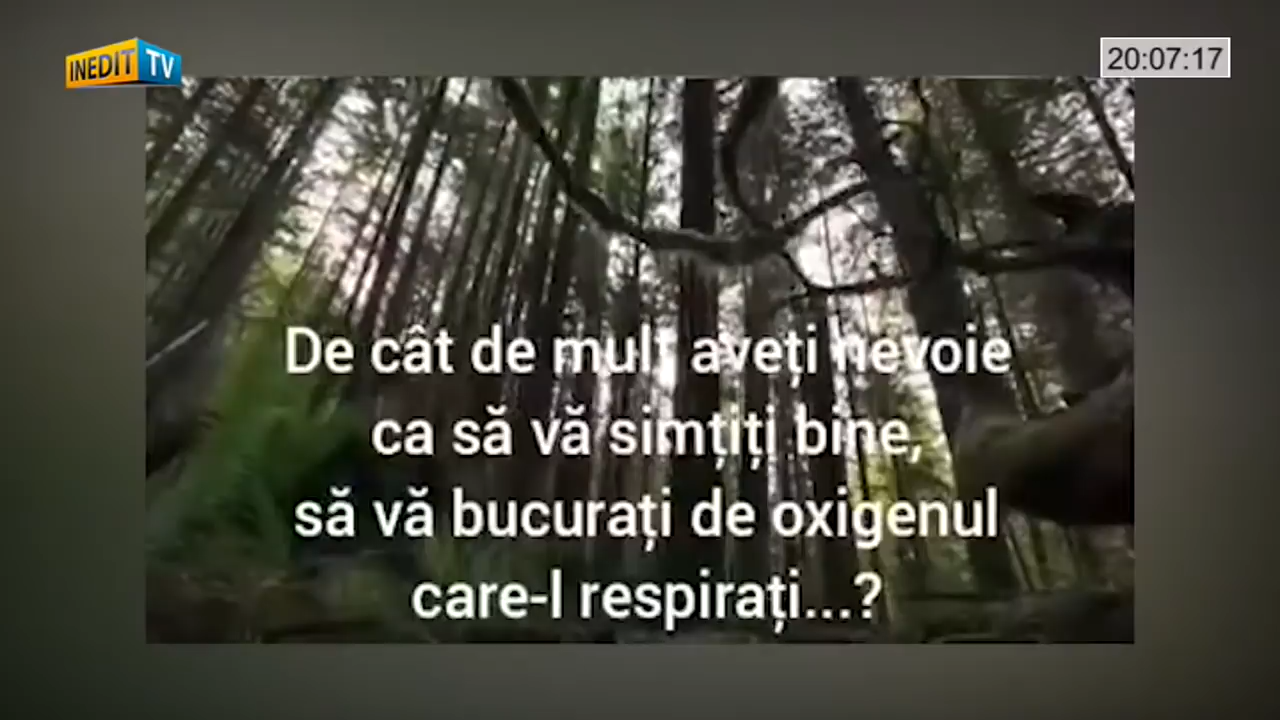 INEDIT TV
20:07:17
De cât de mult aveți nevoie
ca să vă simțiți bine,
să vă bucurați de oxigenul
care-l respirați...?